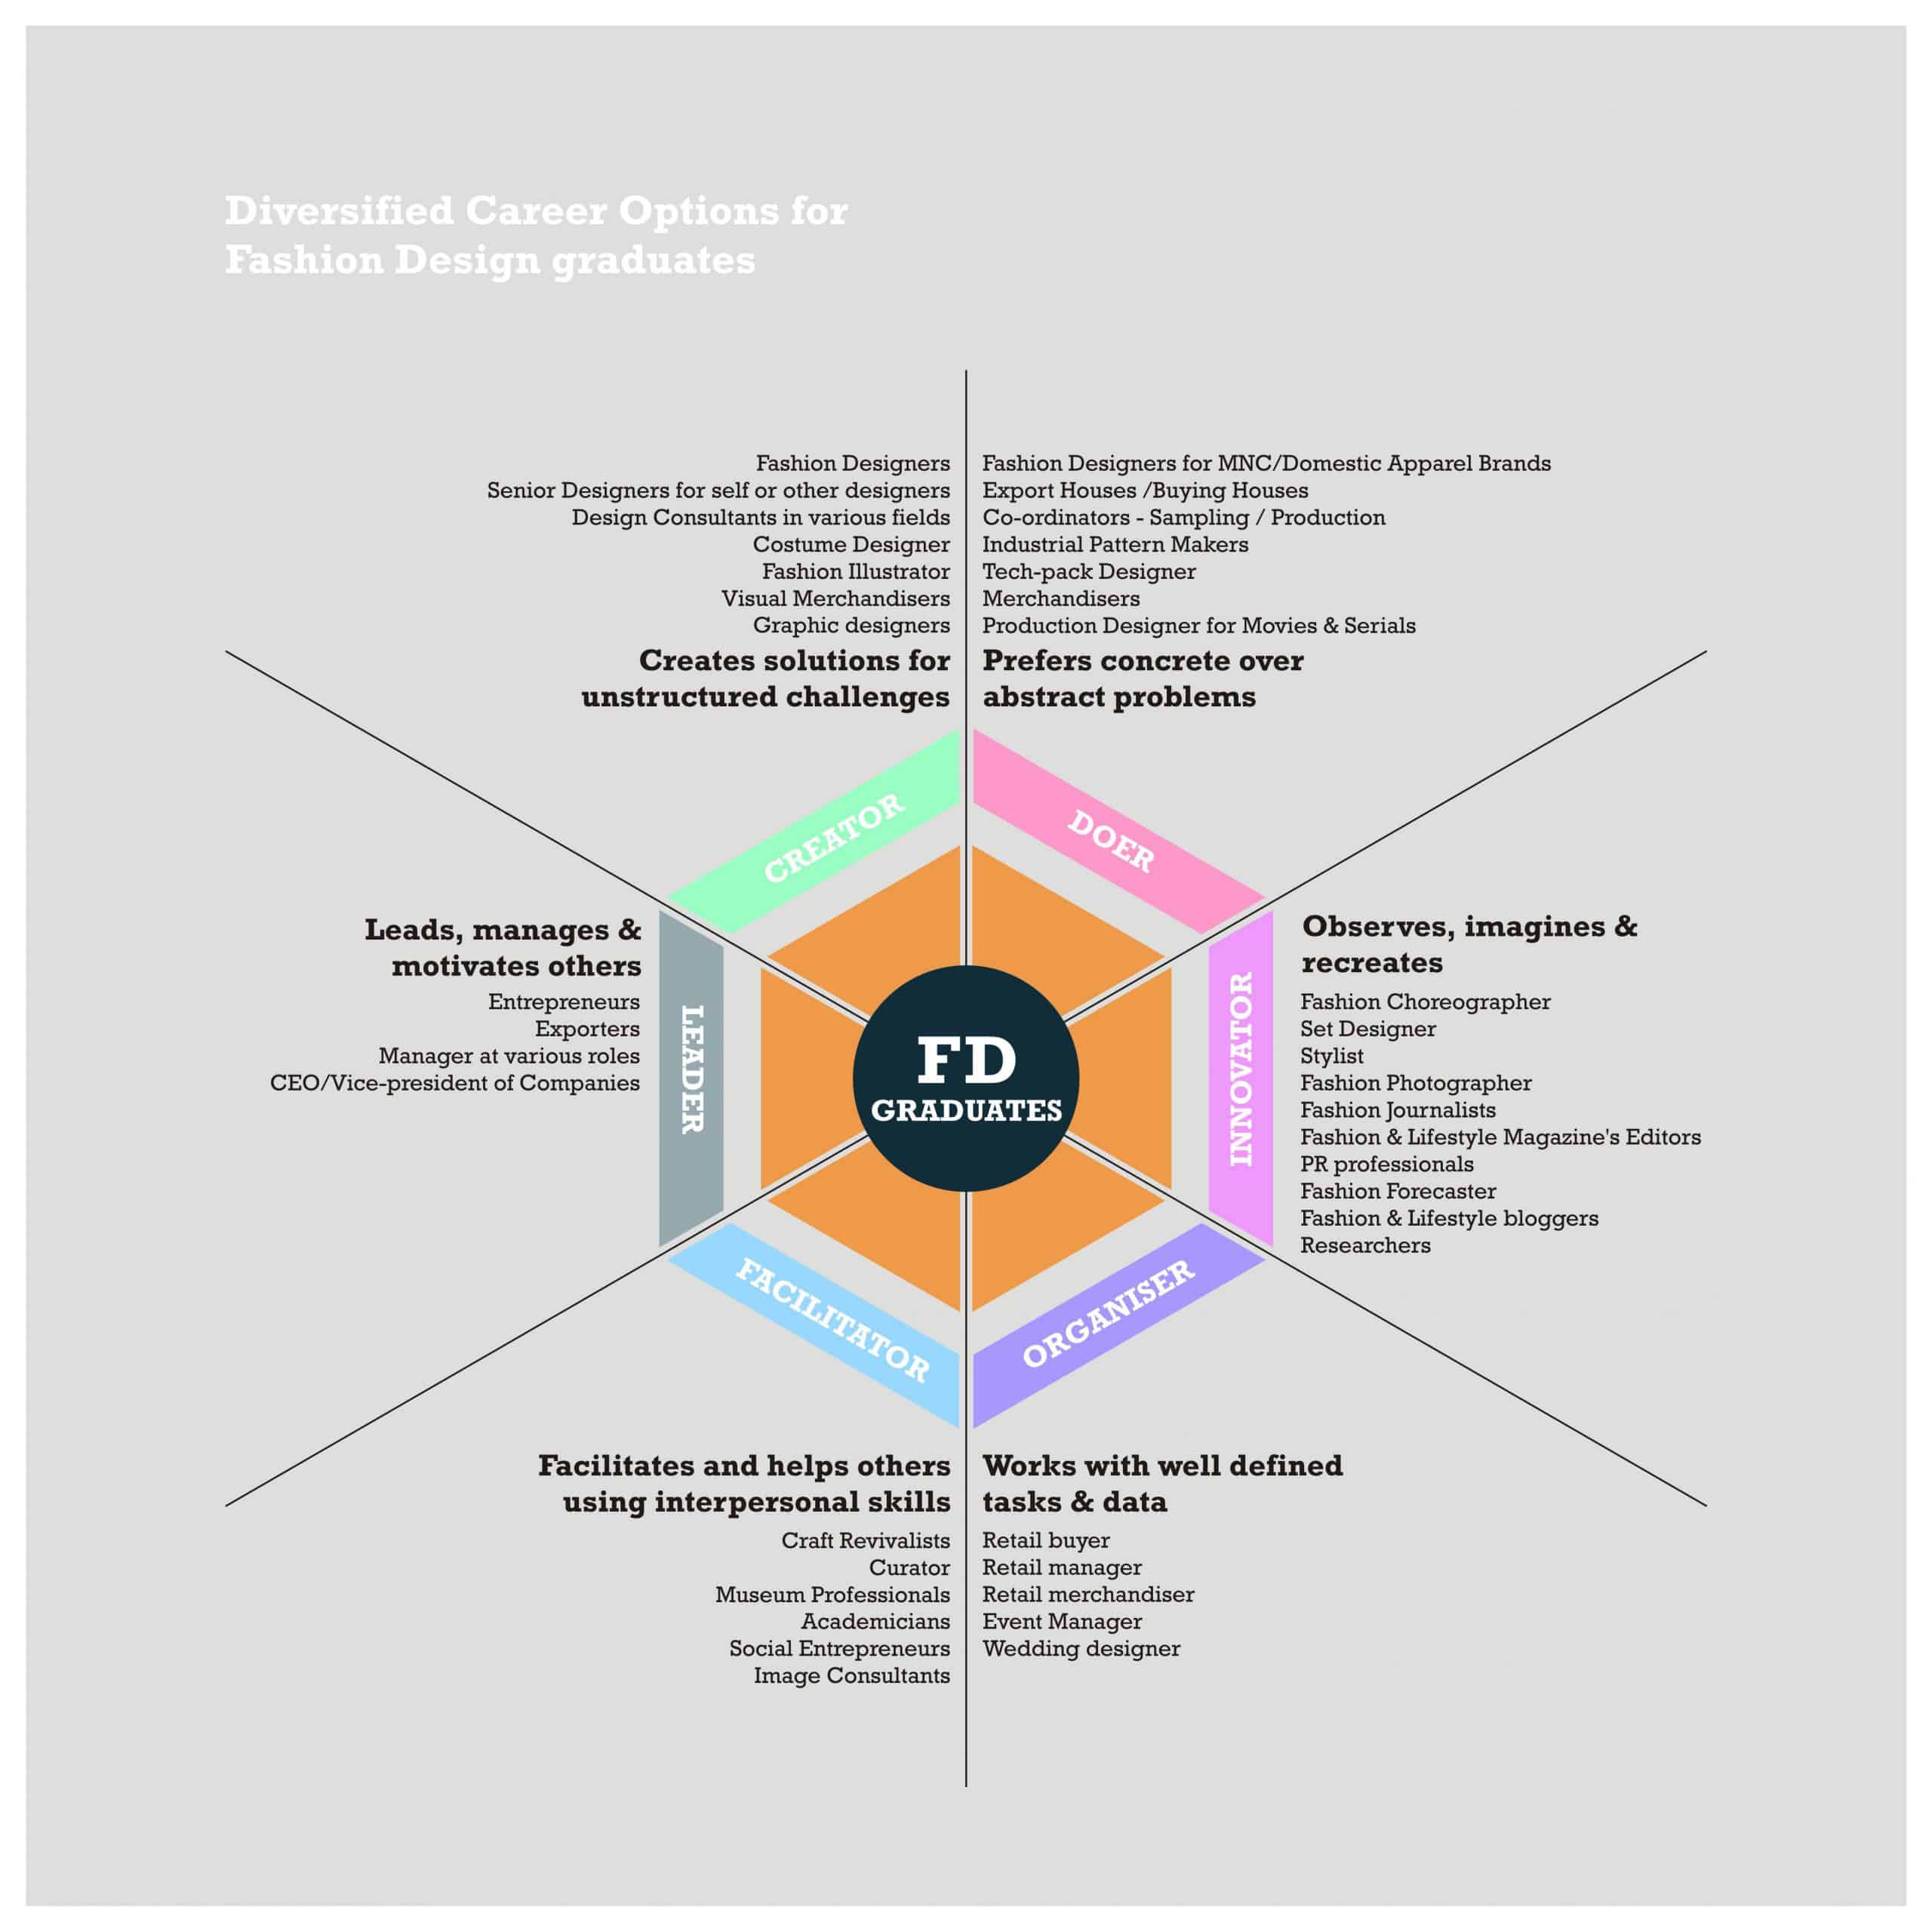 Diversified Career Options for
Fashion Design graduates
Fashion Designers
Senior Designers for self or other designers
Design Consultants in various fields
Costume Designer
Fashion Illustrator
Visual Merchandisers
Graphic designers
Creates solutions for
unstructured challenges
CREATOR
Fashion Designers for MNC/Domestic Apparel Brands
Export Houses /Buying Houses
Co-ordinators - Sampling / Production
Industrial Pattern Makers
Tech-pack Designer
Merchandisers
Production Designer for Movies & Serials
Prefers concrete over
abstract problems
DOER
Leads, manages &
motivates others
Entrepreneurs
Exporters
Manager at various roles
CEO/Vice-president of Companies
LEADER
FD
GRADUATES
INNOVATOR
Observes, imagines &
recreates
Fashion Choreographer
Set Designer
Stylist
Fashion Photographer
Fashion Journalists
Fashion & Lifestyle Magazine's Editors
PR professionals
Fashion Forecaster
Fashion & Lifestyle bloggers
Researchers
FACILITATOR
Facilitates and helps others
using interpersonal skills
Craft Revivalists
Curator
Museum Professionals
Academicians
Social Entrepreneurs
Image Consultants
ORGANISER
Works with well defined
tasks & data
Retail buyer
Retail manager
Retail merchandiser
Event Manager
Wedding designer